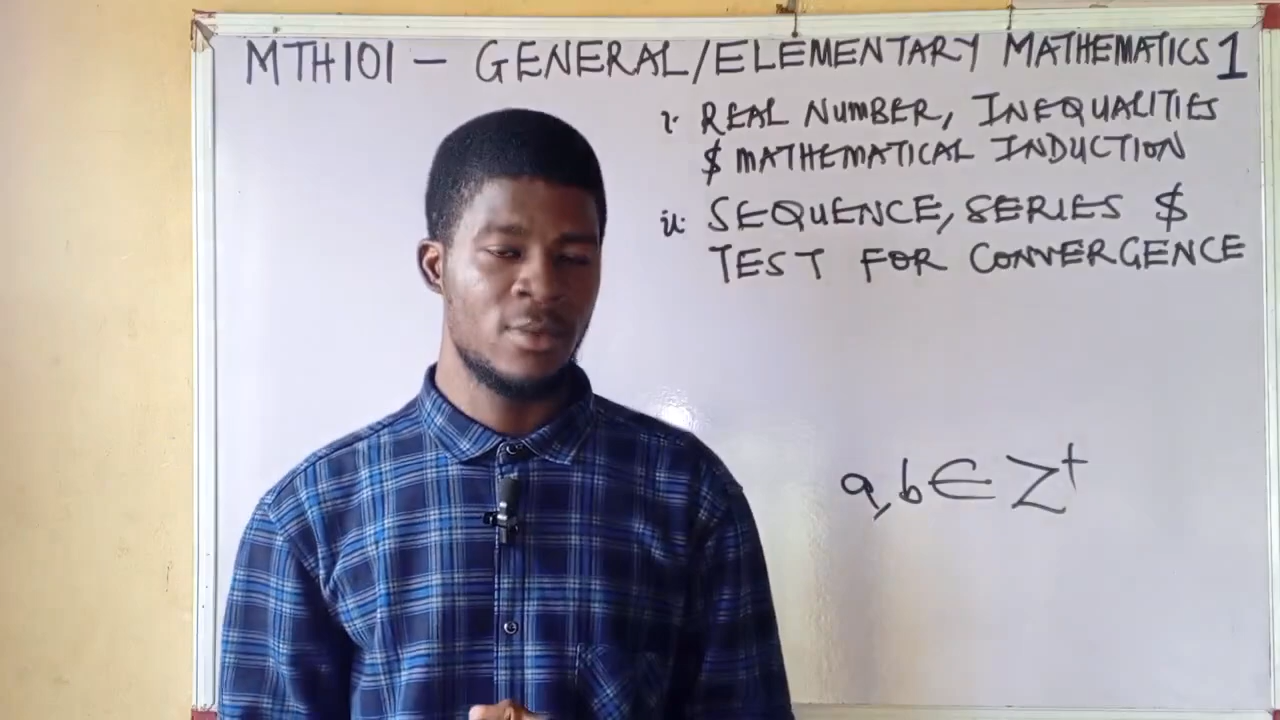 MTH101 - GENERAL/ELEMENTARY MATHEMATICS 1
i. REAL NUMBER, INEQUALITIES
$ MATHEMATICAL INDUCTION
ii. SEQUENCE, SERIES $
TEST FOR CONVERGENCE
a, b ∈ Z⁺